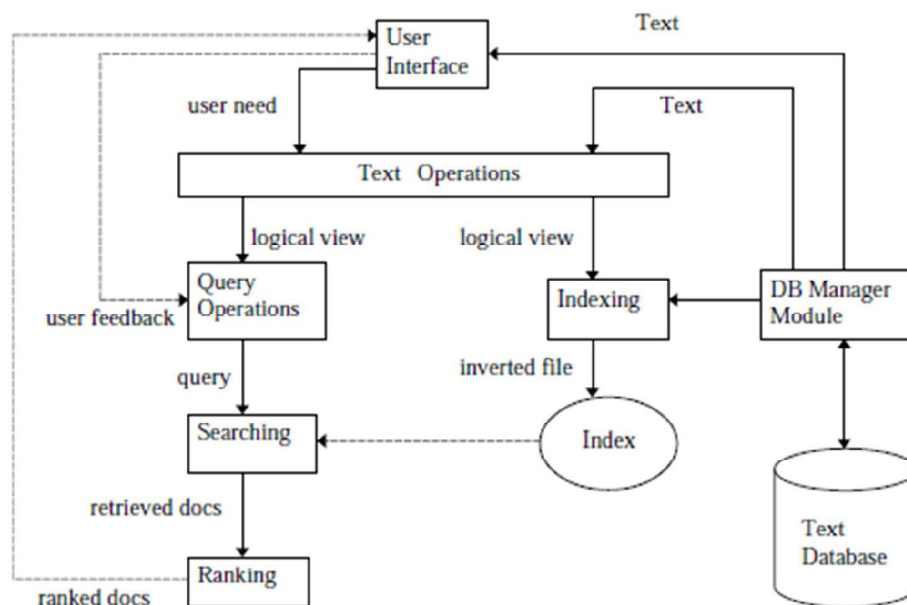 User
Interface
Text
user need
Text
Text Operations
logical view
logical view
Query
Operations
Indexing
DB Manager
Module
user feedback
query
inverted file
Searching
Index
retrieved docs
Text
Database
Ranking
ranked docs